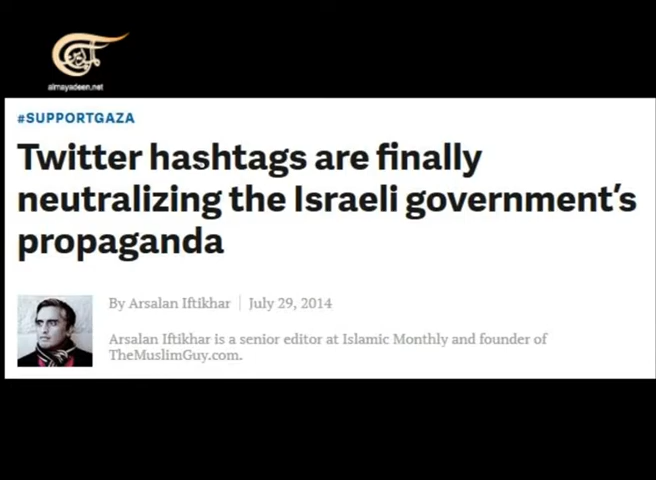 الميادين
almayadeen.net
#SUPPORTGAZA
Twitter hashtags are finally
neutralizing the Israeli government's
propaganda
By Arsalan Iftikhar | July 29, 2014
Arsalan Iftikhar is a senior editor at Islamic Monthly and founder of
TheMuslimGuy.com.